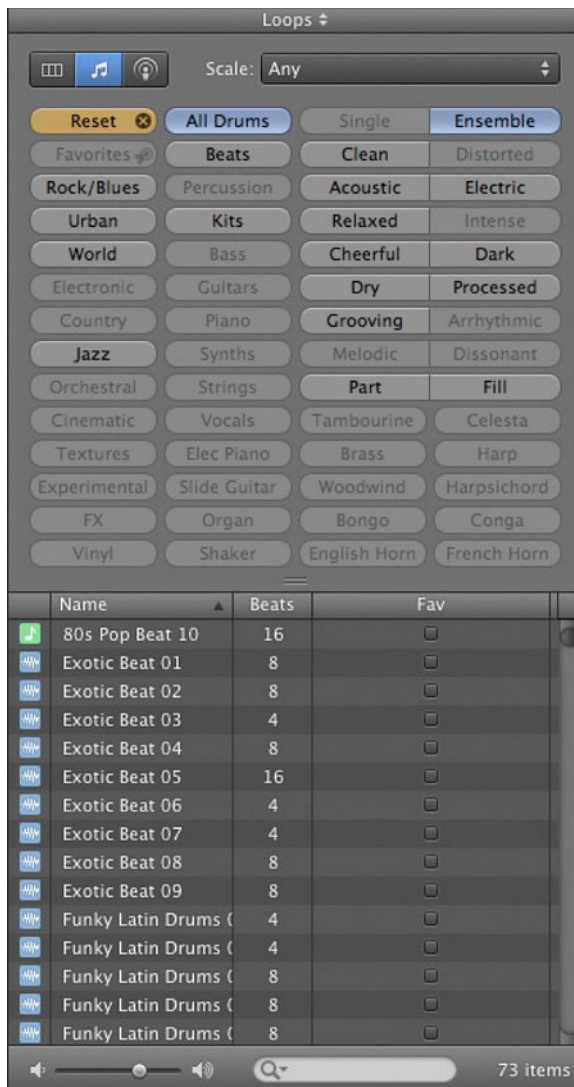 Loops
Scale: Any
Reset All Drums Single Ensemble
Favorites Beats Clean Distorted
Rock/Blues Percussion Acoustic Electric
Urban Kits Relaxed Intense
World Bass Cheerful Dark
Electronic Guitars Dry Processed
Country Piano Grooving Arrhythmic
Jazz Synths Melodic Dissonant
Orchestral Strings Part Fill
Cinematic Vocals Tambourine Celesta
Textures Elec Piano Brass Harp
Experimental Slide Guitar Woodwind Harpsichord
FX Organ Bongo Conga
Vinyl Shaker English Horn French Horn
Name Beats Fav
80s Pop Beat 10 16
Exotic Beat 01 8
Exotic Beat 02 8
Exotic Beat 03 4
Exotic Beat 04 8
Exotic Beat 05 16
Exotic Beat 06 4
Exotic Beat 07 4
Exotic Beat 08 8
Exotic Beat 09 8
Funky Latin Drums 4
Funky Latin Drums 4
Funky Latin Drums 8
Funky Latin Drums 8
Funky Latin Drums 8
73 items